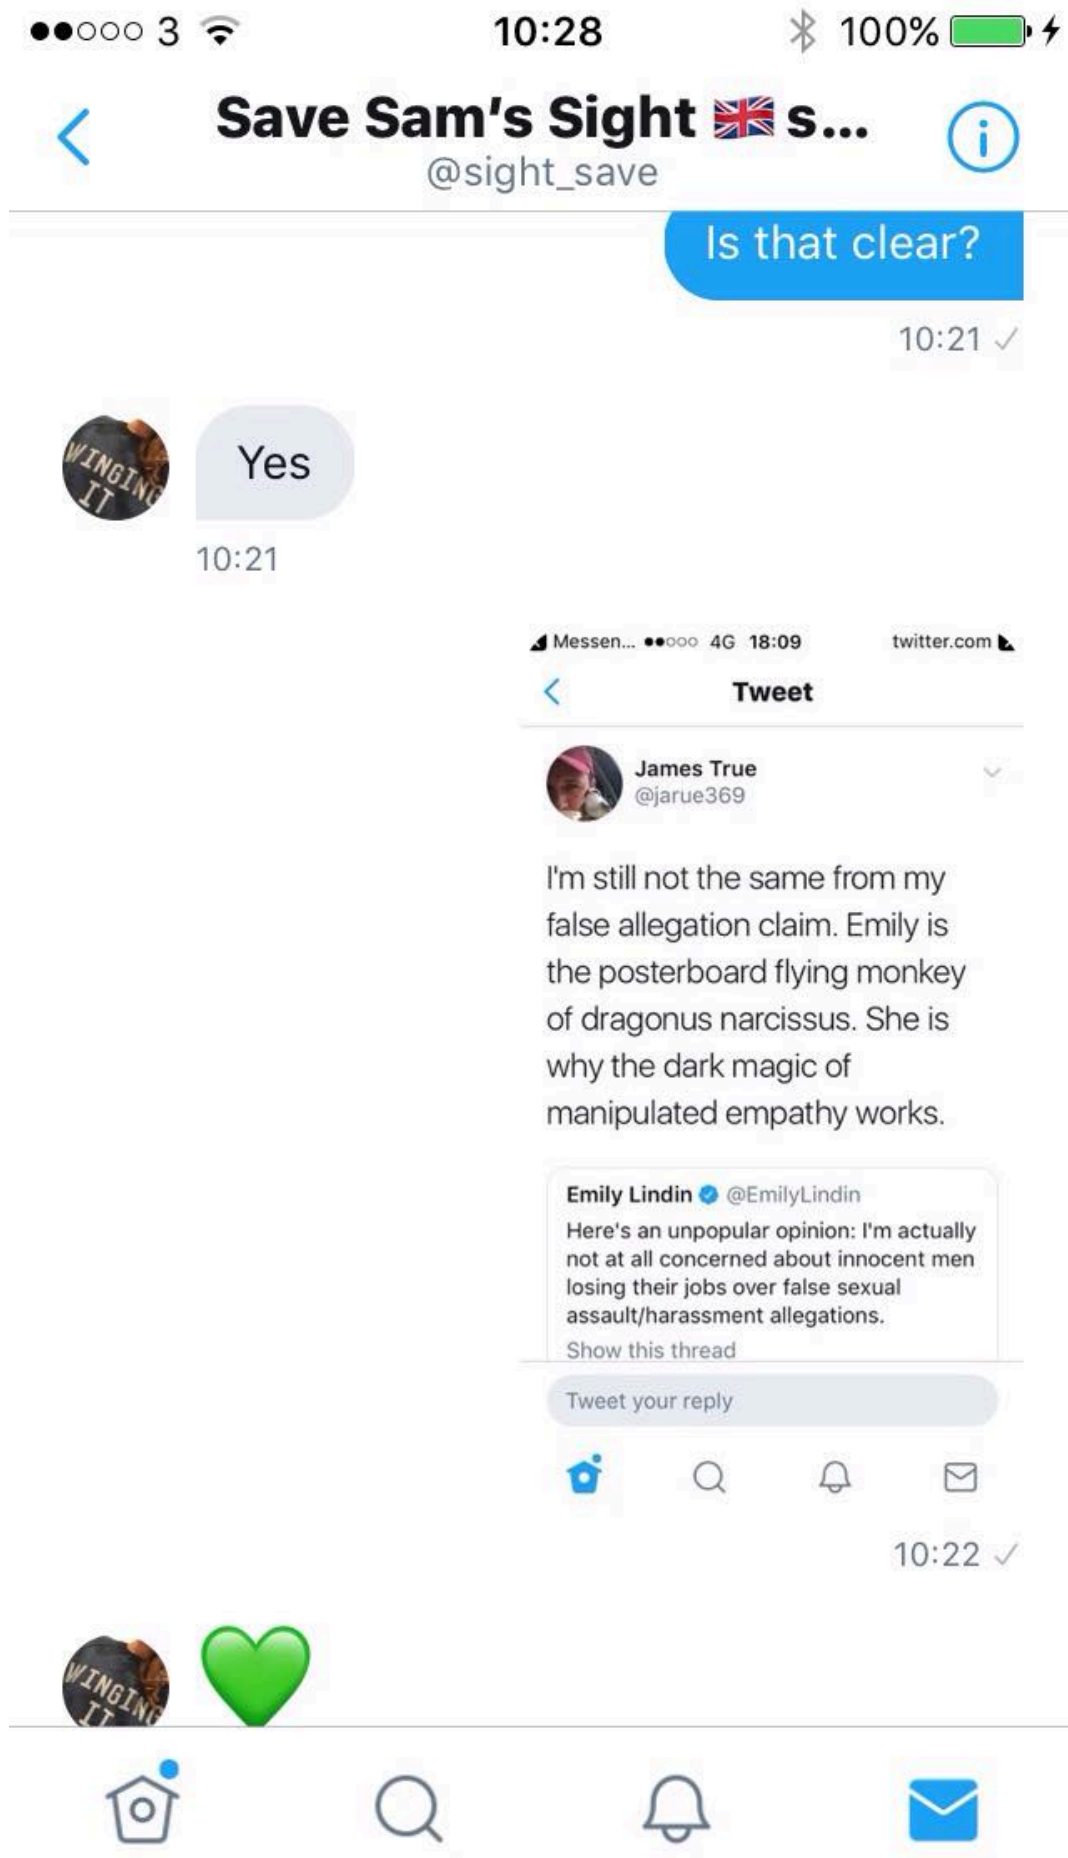 3 10:28 100%
Save Sam's Sight 🇬🇧 s...
@sight_save
Is that clear?
10:21 ✓
WINGING
IT
Yes
10:21
Messen... 4G 18:09 twitter.com
Tweet
James True
@jarue369
I'm still not the same from my
false allegation claim. Emily is
the posterboard flying monkey
of dragonus narcissus. She is
why the dark magic of
manipulated empathy works.
Emily Lindin @EmilyLindin
Here's an unpopular opinion: I'm actually
not at all concerned about innocent men
losing their jobs over false sexual
assault/harassment allegations.
Show this thread
Tweet your reply
10:22 ✓
WINGING
IT
💚